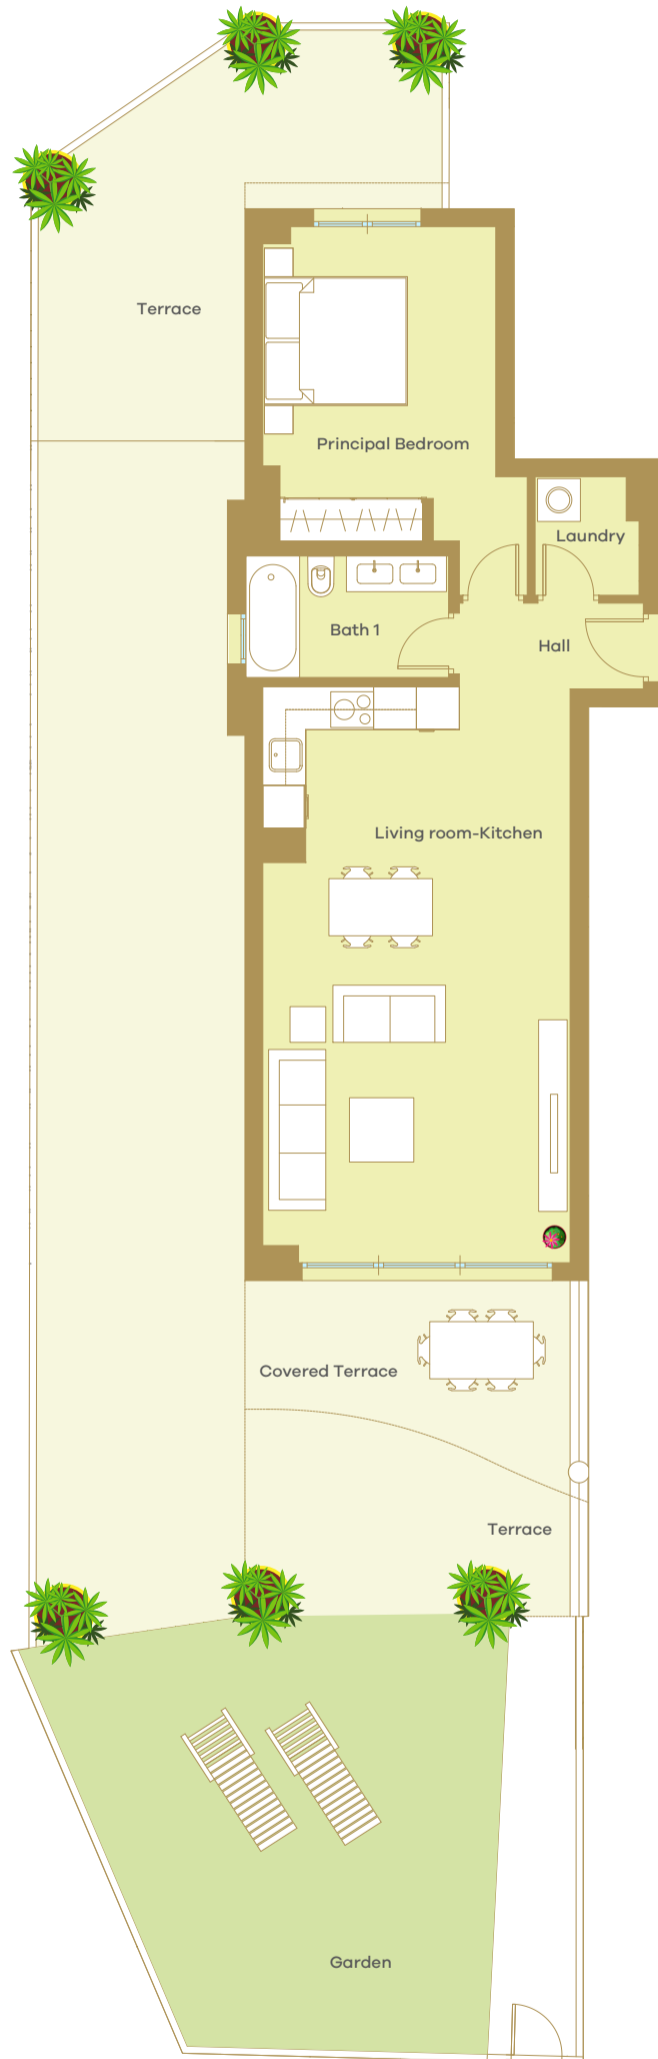 Terrace
Principal Bedroom
Laundry
Bath 1
Hall
Living room-Kitchen
Covered Terrace
Terrace
Garden